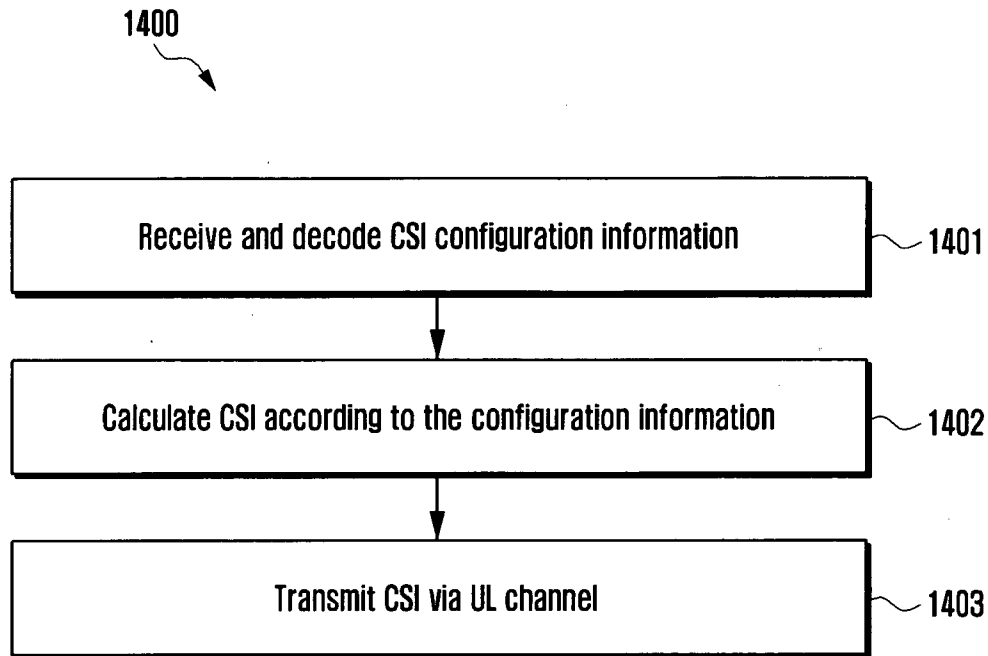 1400
Receive and decode CSI configuration information
1401
Calculate CSI according to the configuration information
1402
Transmit CSI via UL channel
1403